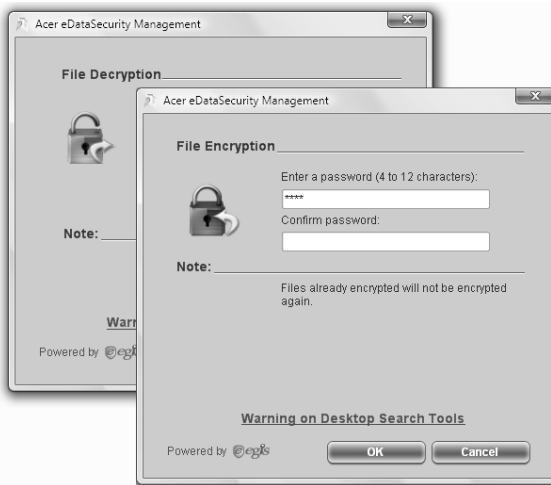 Acer eDataSecurity Management
File Decryption
Note:
Warr
Powered by egis
Acer eDataSecurity Management
File Encryption
Enter a password (4 to 12 characters):
****
Confirm password:
Note:
Files already encrypted will not be encrypted
again.
Warning on Desktop Search Tools
Powered by egis
OK
Cancel